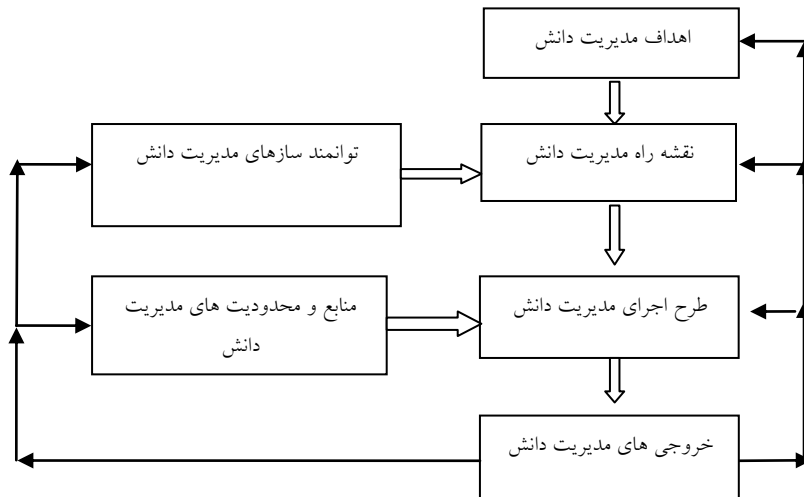 اهداف مدیریت دانش
توانمند سازهای مدیریت دانش
نقشه راه مدیریت دانش
منابع و محدودیت های مدیریت
دانش
طرح اجرای مدیریت دانش
خروجی های مدیریت دانش